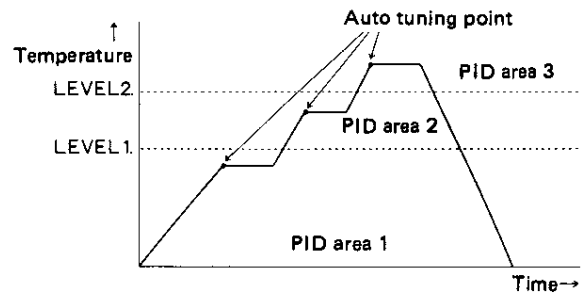 Auto tuning point
↑
Temperature
PID area 3
LEVEL2.
PID area 2
LEVEL1.
PID area 1
Time→